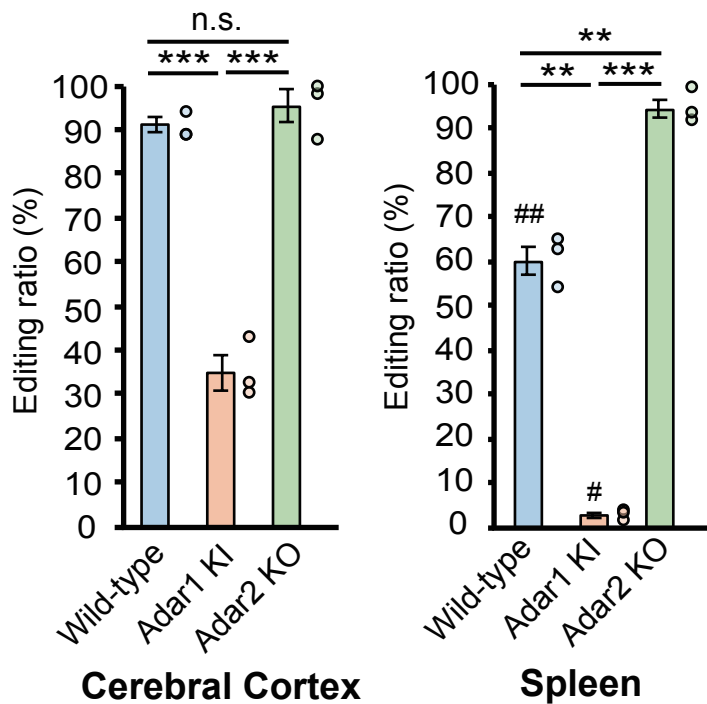 n.s.
*** ***
Editing ratio (%)
100
90
80
70
60
50
40
30
20
10
0
Wild-type
Adar1 KI
Adar2 KO
Cerebral Cortex
**
** ***
Editing ratio (%)
100
90
80
70
60
50
40
30
20
10
0
##
#
Wild-type
Adar1 KI
Adar2 KO
Spleen